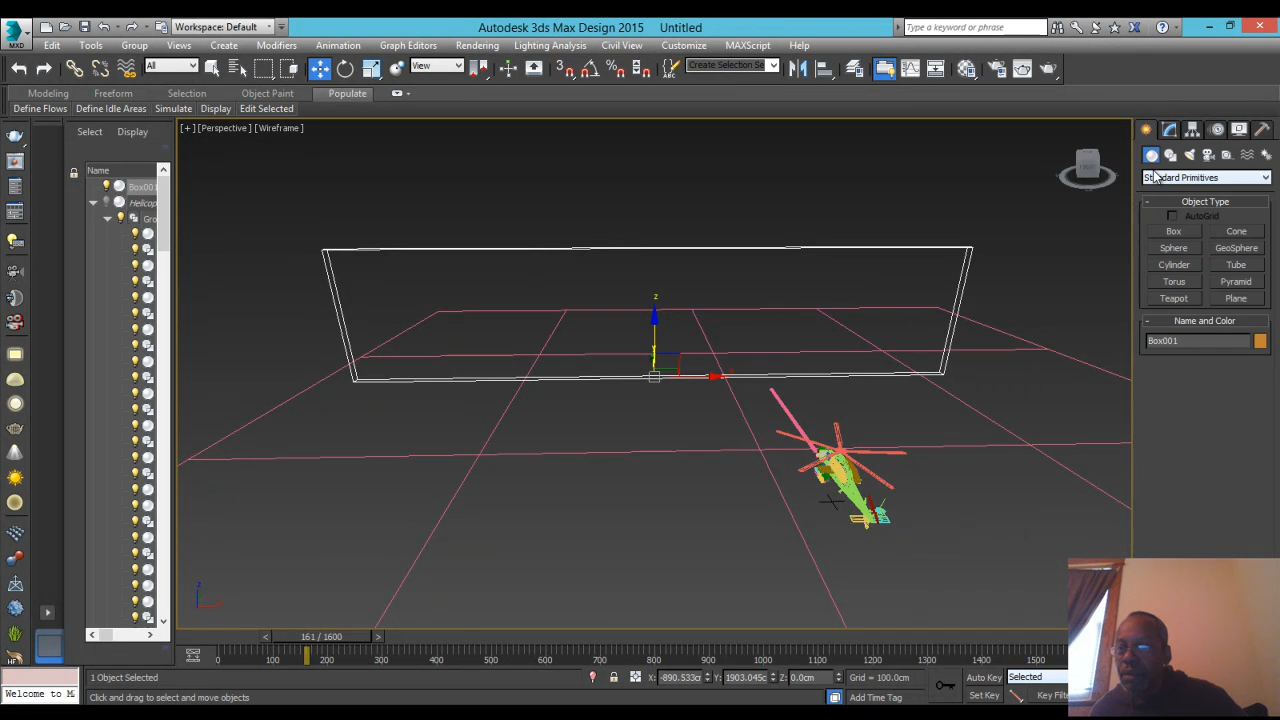 Workspace: Default
Autodesk 3ds Max Design 2015    Untitled
Type a keyword or phrase
MXD
Edit Tools Group Views Create Modifiers Animation Graph Editors Rendering Lighting Analysis Civil View Customize MAXScript Help
All
View
Create Selection Se
Modeling Freeform Selection Object Paint Populate
Define Flows Define Idle Areas Simulate Display Edit Selected
Select Display
[+] [Perspective] [Wireframe]
Name
Box001
Helicop
Gro
Standard Primitives
- Object Type
AutoGrid
Box Cone
Sphere GeoSphere
Cylinder Tube
Torus Pyramid
Teapot Plane
- Name and Color
Box001
z
z
161 / 1600
0 100 200 300 400 500 600 700 800 900 1000 1100 1200 1300 1400 1500
1 Object Selected
X: -890.533c Y: 1903.045c Z: 0.0cm Grid = 100.0cm
Auto Key Selected
Welcome to M
Click and drag to select and move objects
Add Time Tag
Set Key Key Filt